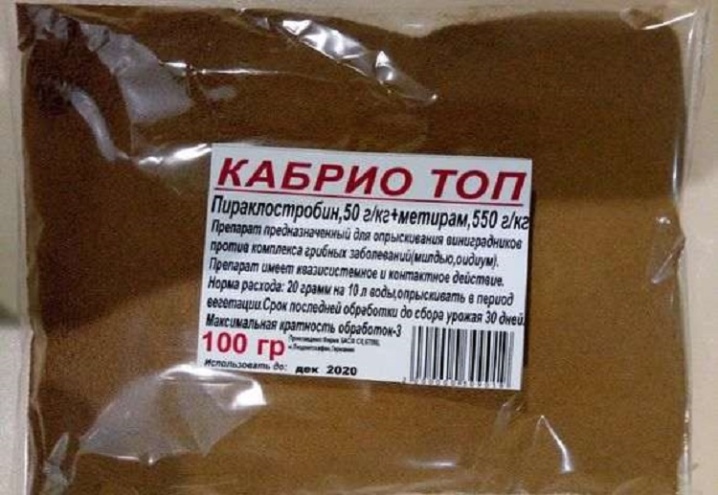 КАБРИО ТОП
Пираклостробин,50 г/кг+метирам,550 г/кг
Препарат предназначенный для опрыскивания виниградников
против комплекса грибных заболеваний(милдью,оидиум).
Препарат имеет квазисистемное и контактное действие.
Норма расхода: 20 грамм на 10 л воды,опрыскивать в период
вегетации.Срок последней обработки до сбора урожая 30 дней.
Максимальная кратность обработок-3
100 гр
Использовать до: дек 2020